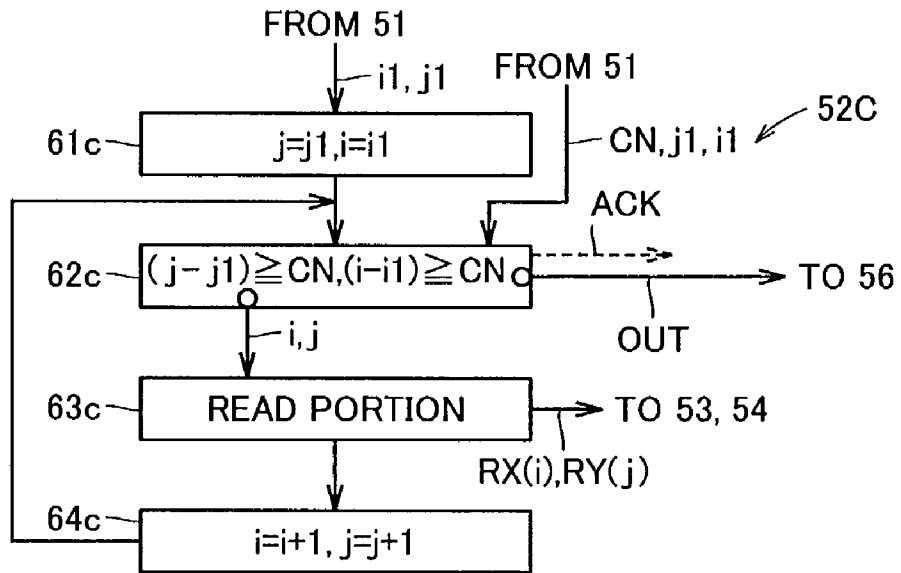 FROM 51
FROM 51
i1, j1
52C
61c
j=j1,i=i1
CN, j1, i1
ACK
62c
(j-j1)≧CN,(i-i1)≧CN
TO 56
OUT
i,j
63c
READ PORTION
TO 53, 54
RX(i),RY(j)
64c
i=i+1, j=j+1